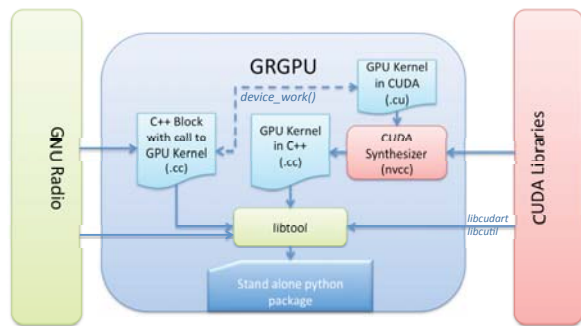 GRGPU
GPU Kernel
in CUDA
(.cu)
device_work()
C++ Block
with call to
GPU Kernel
(.cc)
GPU Kernel
in C++
(.cc)
CUDA
Synthesizer
(nvcc)
GNU Radio
CUDA Libraries
libtool
libcudart
libcutil
Stand alone python
package